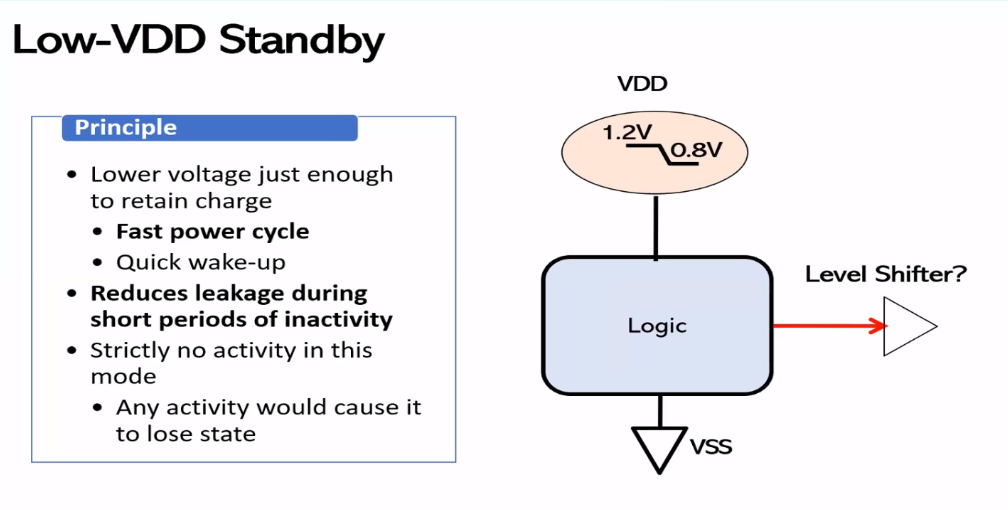 Low-VDD Standby
Principle
• Lower voltage just enough
to retain charge
• Fast power cycle
• Quick wake-up
• Reduces leakage during
short periods of inactivity
• Strictly no activity in this
mode
• Any activity would cause it
to lose state
VDD
1.2V
0.8V
Logic
Level Shifter?
VSS